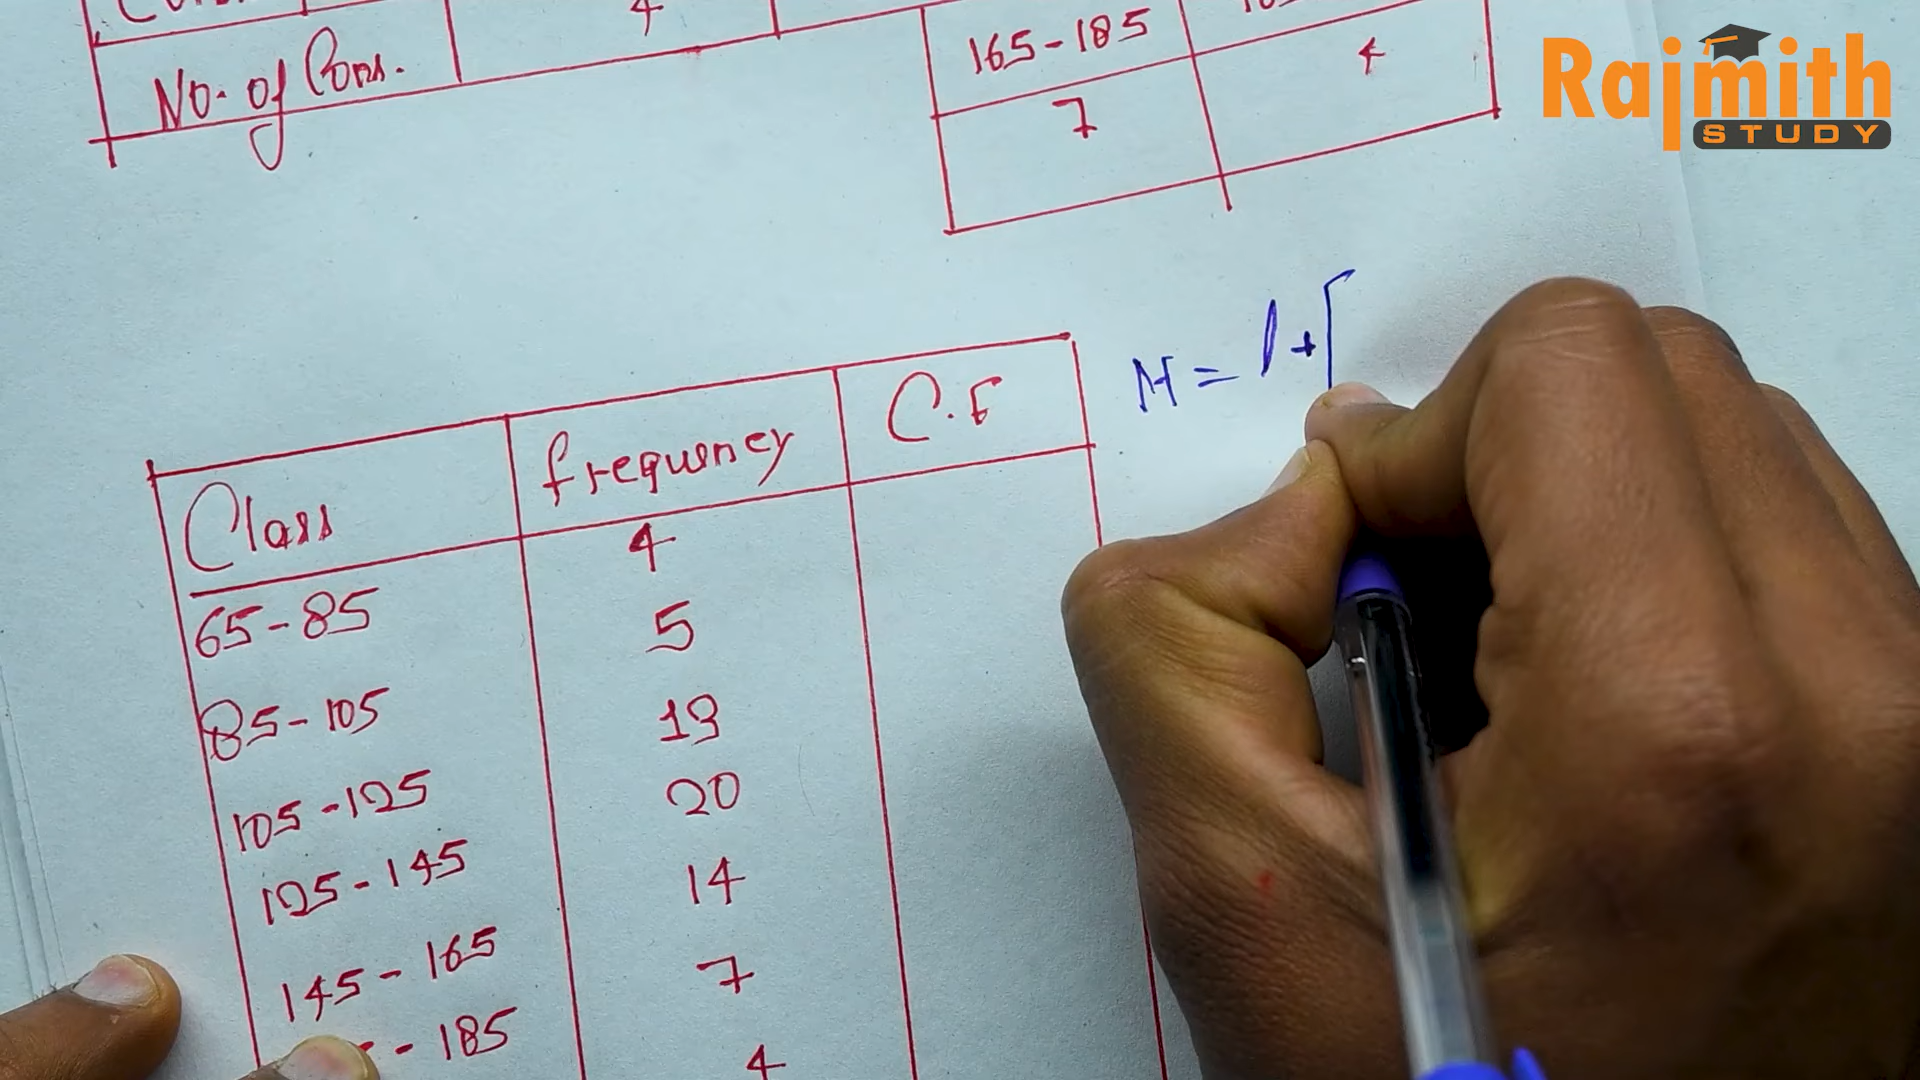 4
No. of Cons.
165-185
7
4
Rajmith
STUDY
M = l + [
Class frequency C.F
65-85 4
85-105 5
105-125 13
125-145 20
145-165 14
- 185 7
4